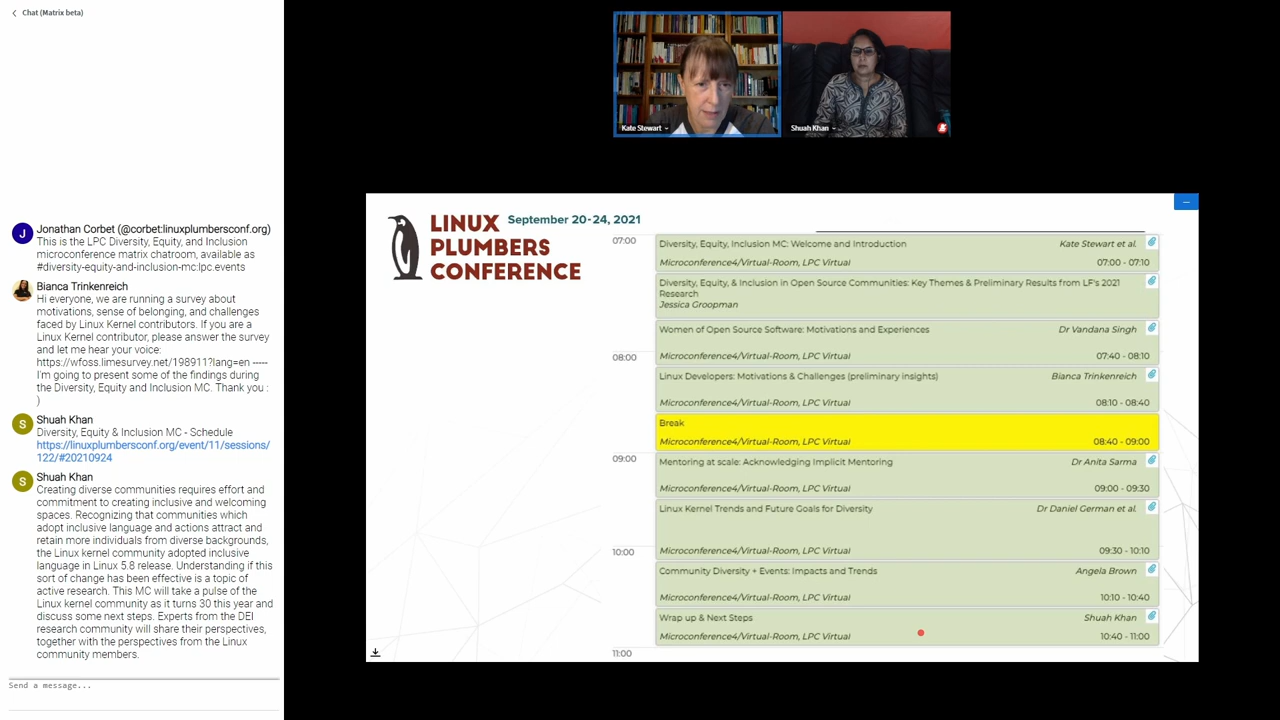 Chat (Matrix beta)
Jonathan Corbet (@corbet:linuxplumbersconf.org)
This is the LPC Diversity, Equity, and Inclusion
microconference matrix chatroom, available as
#diversity-equity-and-inclusion-mc:lpc.events
Bianca Trinkenreich
Hi everyone, we are running a survey about
motivations, sense of belonging, and challenges
faced by Linux Kernel contributors. If you are a
Linux Kernel contributor, please answer the survey
and let me hear your voice:
https://wfoss.limesurvey.net/198911?lang=en -----
I'm going to present some of the findings during
the Diversity, Equity and Inclusion MC. Thank you :
)
S
Shuah Khan
Diversity, Equity & Inclusion MC - Schedule
https://linuxplumbersconf.org/event/11/sessions/
122/#20210924
S
Shuah Khan
Creating diverse communities requires effort and
commitment to creating inclusive and welcoming
spaces. Recognizing that communities which
adopt inclusive language and actions attract and
retain more individuals from diverse backgrounds,
the Linux kernel community adopted inclusive
language in Linux 5.8 release. Understanding if this
sort of change has been effective is a topic of
active research. This MC will take a pulse of the
Linux kernel community as it turns 30 this year and
discuss some next steps. Experts from the DEI
research community will share their perspectives,
together with the perspectives from the Linux
community members.
Send a message...
Kate Stewart
Shuah Khan
LINUX
PLUMBERS
CONFERENCE
September 20-24, 2021
07:00
Diversity, Equity, Inclusion MC: Welcome and Introduction Kate Stewart et al.
Microconference4/Virtual-Room, LPC Virtual 07:00 - 07:10
Diversity, Equity, & Inclusion in Open Source Communities: Key Themes & Preliminary Results from LF's 2021
Research
Jessica Groopman
Women of Open Source Software: Motivations and Experiences Dr Vandana Singh
08:00
Microconference4/Virtual-Room, LPC Virtual 07:40 - 08:10
Linux Developers: Motivations & Challenges (preliminary insights) Bianca Trinkenreich
Microconference4/Virtual-Room, LPC Virtual 08:10 - 08:40
Break
Microconference4/Virtual-Room, LPC Virtual 08:40 - 09:00
09:00
Mentoring at scale: Acknowledging Implicit Mentoring Dr Anita Sarma
Microconference4/Virtual-Room, LPC Virtual 09:00 - 09:30
Linux Kernel Trends and Future Goals for Diversity Dr Daniel German et al.
10:00
Microconference4/Virtual-Room, LPC Virtual 09:30 - 10:10
Community Diversity + Events: Impacts and Trends Angela Brown
Microconference4/Virtual-Room, LPC Virtual 10:10 - 10:40
Wrap up & Next Steps Shuah Khan
Microconference4/Virtual-Room, LPC Virtual 10:40 - 11:00
11:00